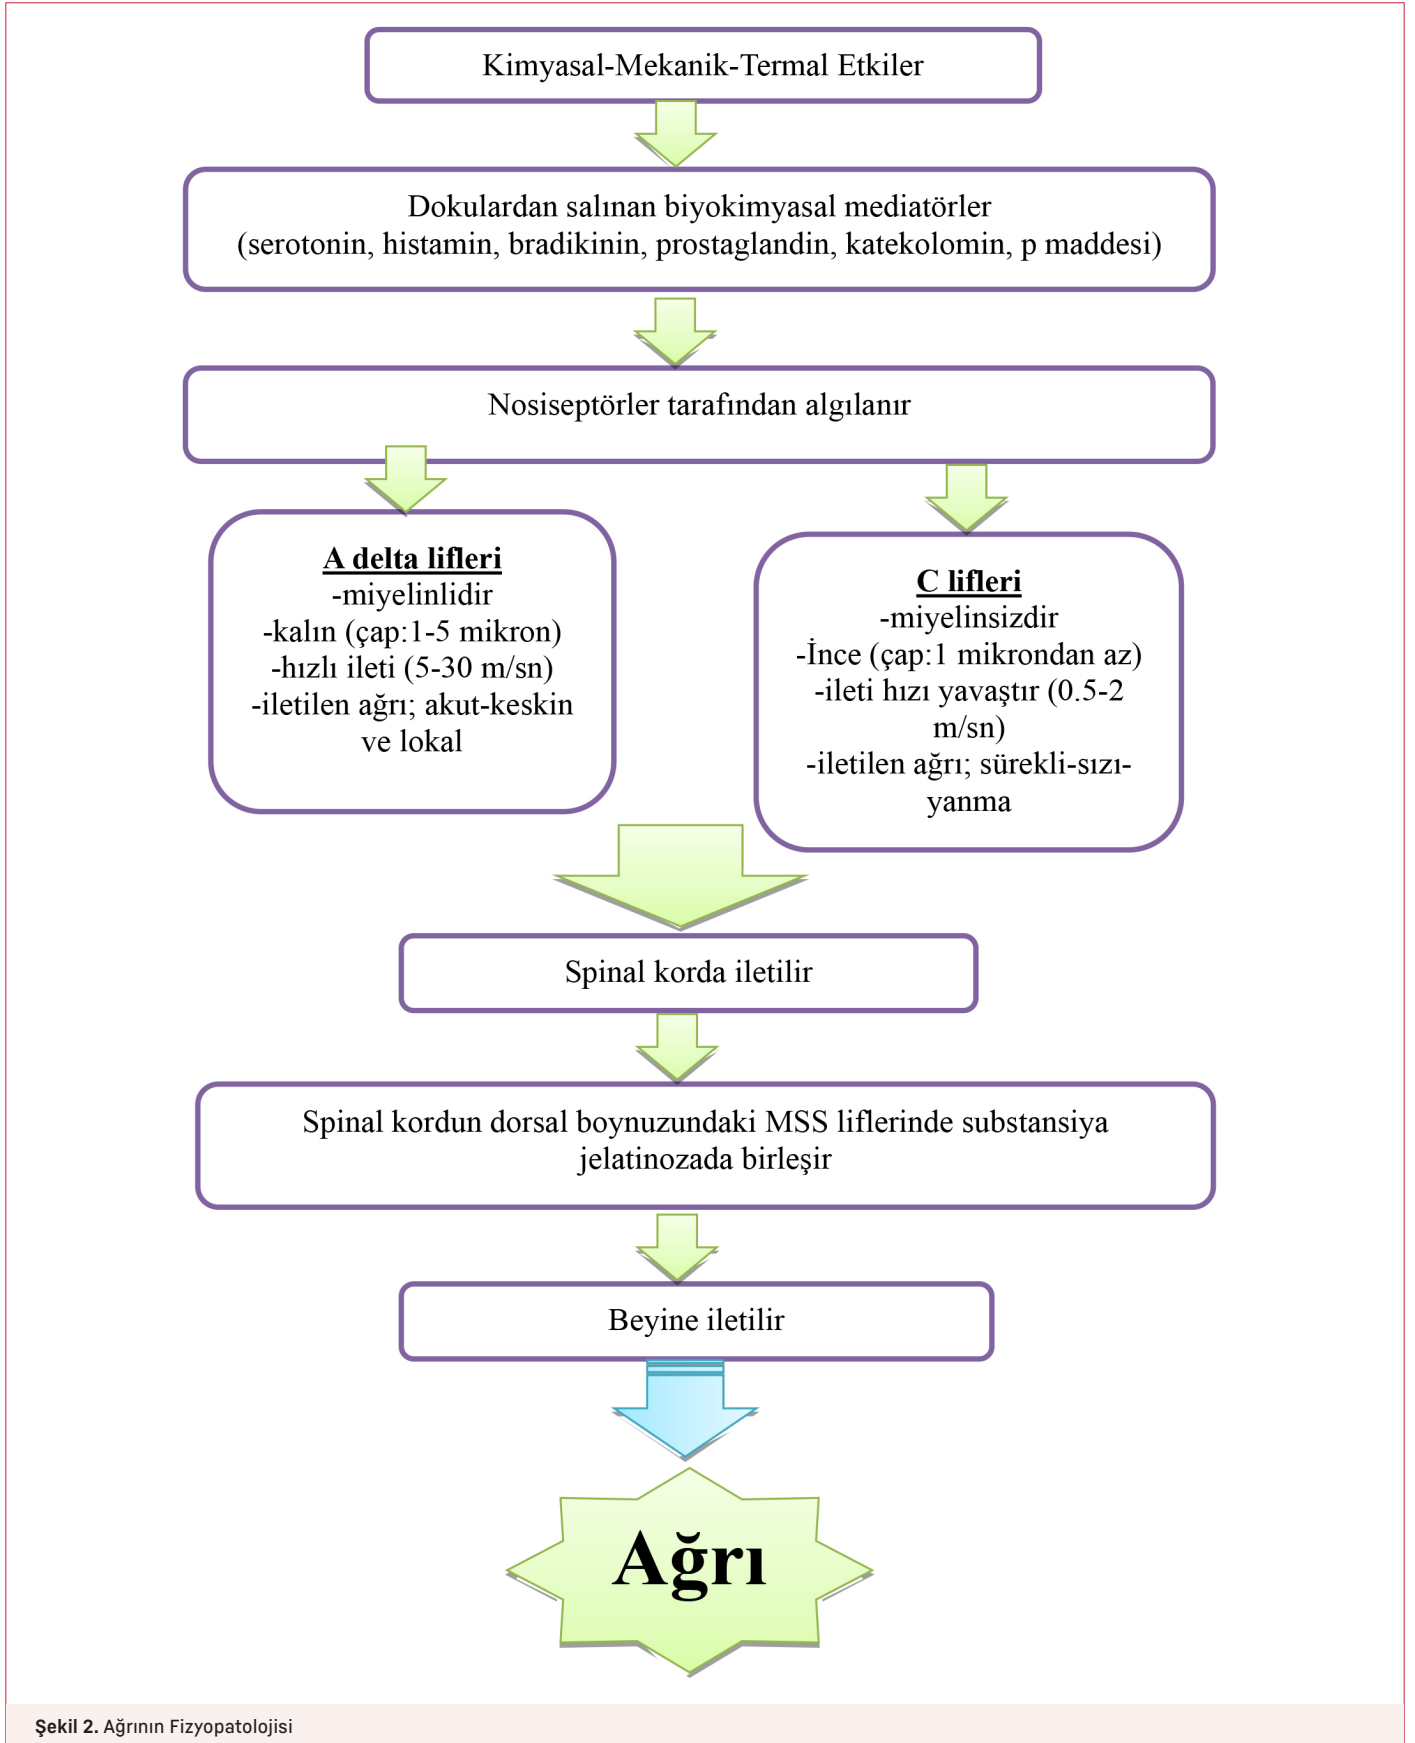 Kimyasal-Mekanik-Termal Etkiler
Dokulardan salınan biyokimyasal mediatörler
(serotonin, histamin, bradikinin, prostaglandin, katekolomin, p maddesi)
Nosiseptörler tarafından algılanır
A delta lifleri
-miyelinlidir
-kalın (çap:1-5 mikron)
-hızlı ileti (5-30 m/sn)
-iletilen ağrı; akut-keskin
ve lokal
C lifleri
-miyelinsizdir
-İnce (çap:1 mikrondan az)
-ileti hızı yavaştır (0.5-2
m/sn)
-iletilen ağrı; sürekli-sızı-
yanma
Spinal korda iletilir
Spinal kordun dorsal boynuzundaki MSS liflerinde substansiya
jelatinozada birleşir
Beyine iletilir
Ağrı
Şekil 2. Ağrının Fizyopatolojisi